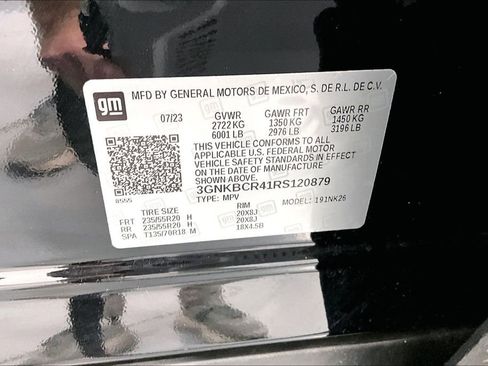 gm
MFD BY GENERAL MOTORS DE MEXICO, S. DE R.L. DE C.V.
07/23 GVWR GAWR FRT GAWR RR
2722 KG 1350 KG 1450 KG
6001 LB 2976 LB 3196 LB
THIS VEHICLE CONFORMS TO ALL
APPLICABLE U.S. FEDERAL MOTOR
VEHICLE SAFETY STANDARDS IN EFFECT
ON THE DATE OF MANUFACTURE
SHOWN ABOVE.
3GNKBCR41RS120879
8555 TYPE: MPV MODEL: 191NK26
TIRE SIZE RIM
FRT 235/55R20 H 20X8J
RR 235/55R20 H 20X8J
SPA T135/70R18 M 18X4.5B